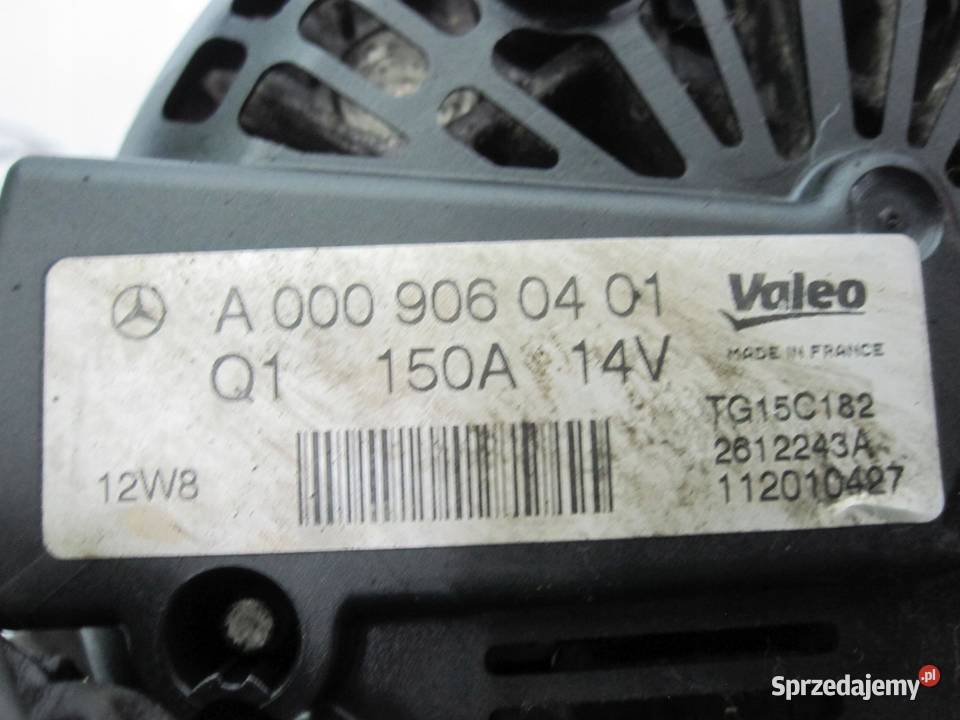 A 000 906 04 01
Q1 150A 14V
12W8
Valeo
MADE IN FRANCE
TG15C182
2612243A
112010427
Sprzedajemy.pl